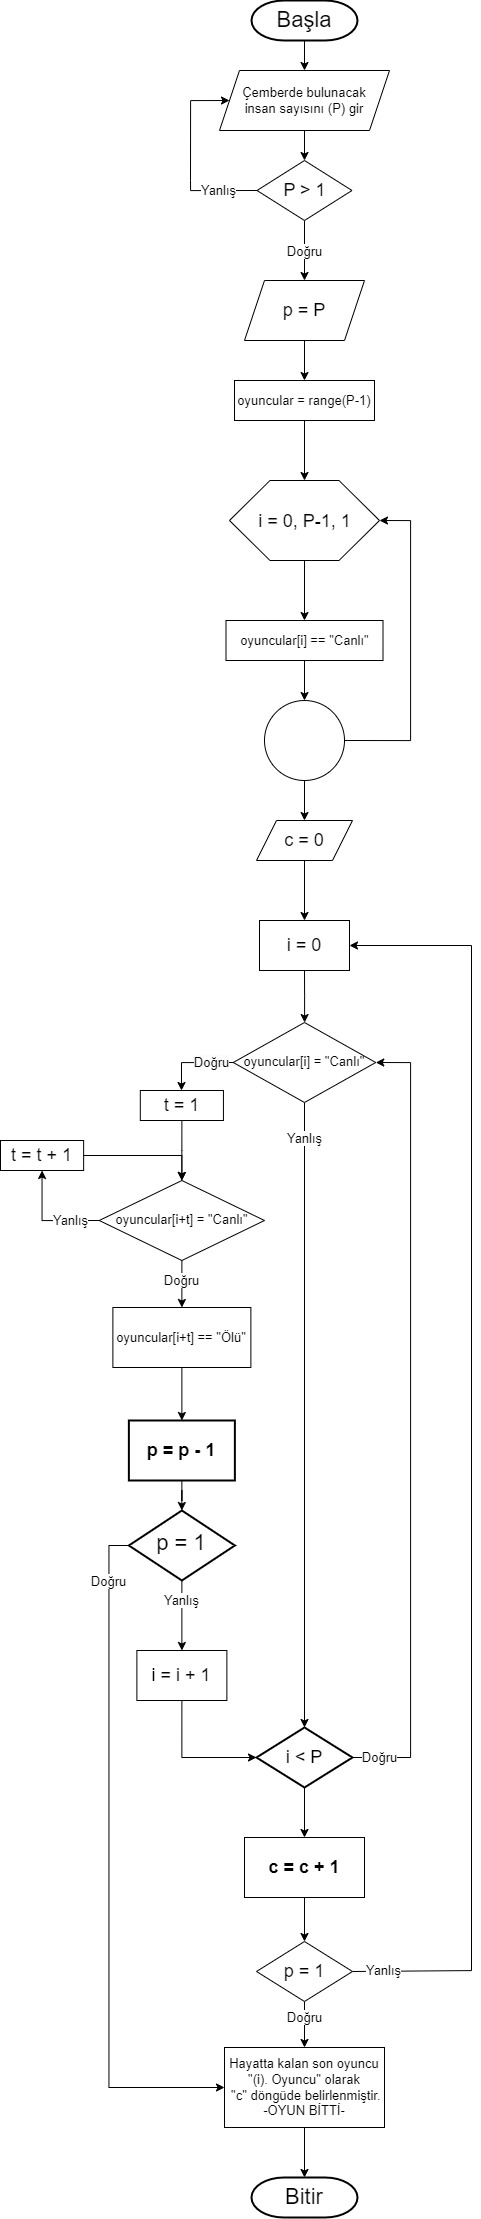 Başla
Çemberde bulunacak
insan sayısını (P) gir
Yanlış
P > 1
Doğru
p = P
oyuncular = range(P-1)
i = 0, P-1, 1
oyuncular[i] == "Canlı"
c = 0
i = 0
Doğru
oyuncular[i] = "Canlı"
t = 1
Yanlış
t = t + 1
Yanlış
oyuncular[i+t] = "Canlı"
Doğru
oyuncular[i+t] == "Ölü"
p = p - 1
p = 1
Doğru
Yanlış
i = i + 1
i < P
Doğru
c = c + 1
p = 1
Yanlış
Doğru
Hayatta kalan son oyuncu
"(i). Oyuncu" olarak
"c" döngüde belirlenmiştir.
-OYUN BİTTİ-
Bitir